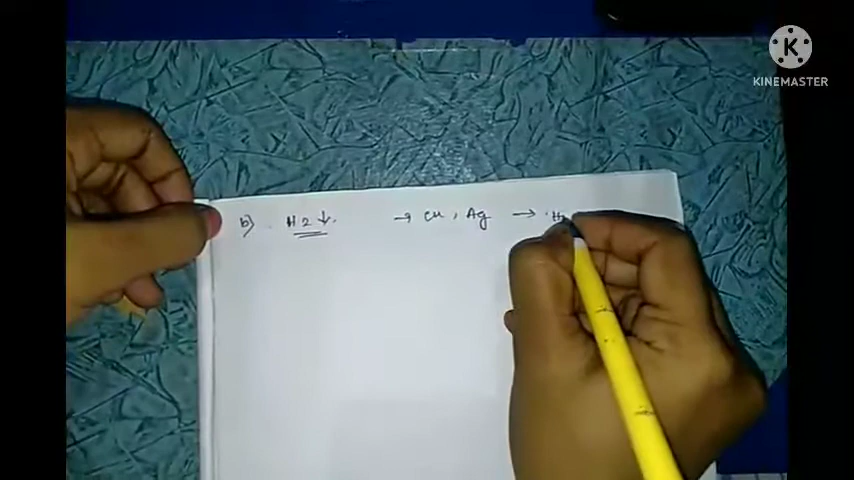 b) H2↓. → Cu, Ag → H
K
KINEMASTER